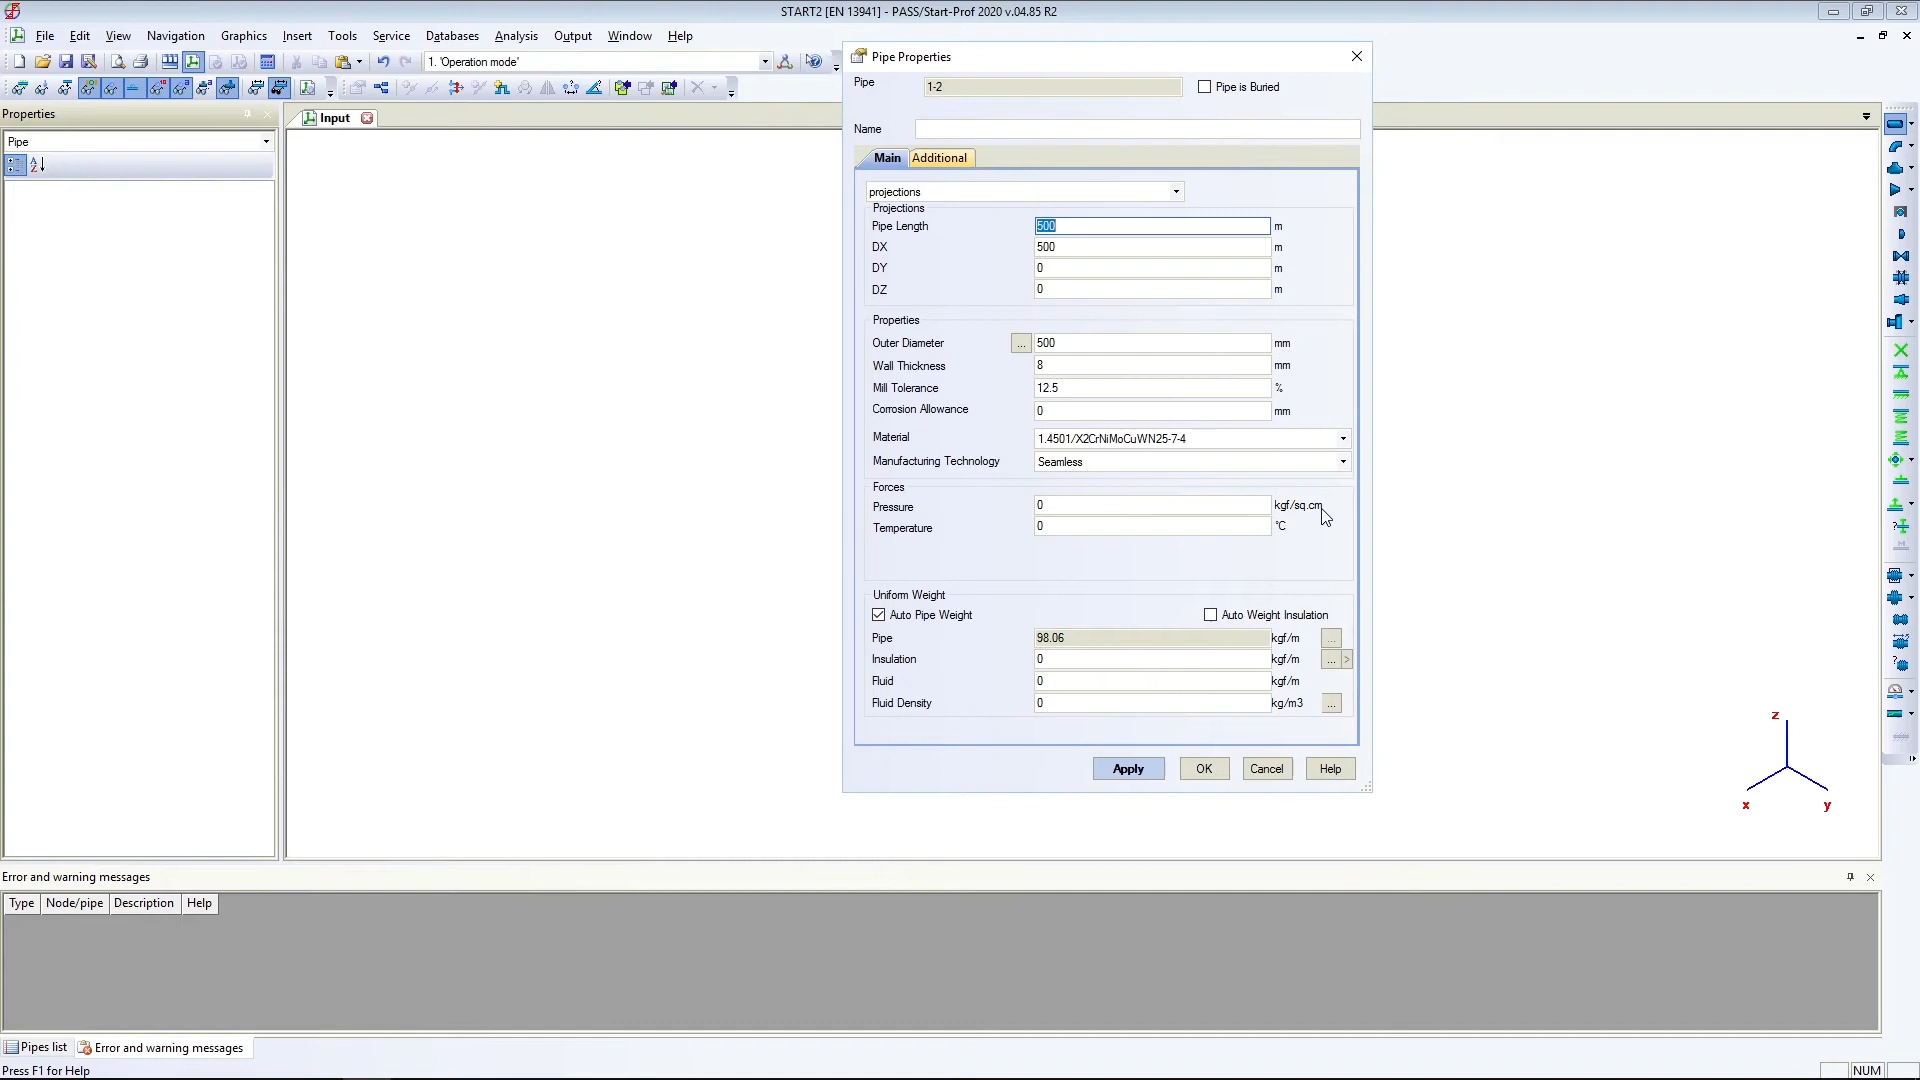 START2 [EN 13941] - PASS/Start-Prof 2020 v.04.85 R2
File Edit View Navigation Graphics Insert Tools Service Databases Analysis Output Window Help
1. 'Operation mode'
Properties
Pipe
Input
Pipe Properties
Pipe 1-2 Pipe is Buried
Name
Main Additional
projections
Projections
Pipe Length 500 m
DX 500 m
DY 0 m
DZ 0 m
Properties
Outer Diameter ... 500 mm
Wall Thickness 8 mm
Mill Tolerance 12.5 %
Corrosion Allowance 0 mm
Material 1.4501/X2CrNiMoCuWN25-7-4
Manufacturing Technology Seamless
Forces
Pressure 0 kgf/sq.cm
Temperature 0 °C
Uniform Weight
Auto Pipe Weight Auto Weight Insulation
Pipe 98.06 kgf/m ...
Insulation 0 kgf/m ... >
Fluid 0 kgf/m
Fluid Density 0 kg/m3 ...
Apply OK Cancel Help
z
x y
Error and warning messages
Type Node/pipe Description Help
Pipes list Error and warning messages
Press F1 for Help NUM